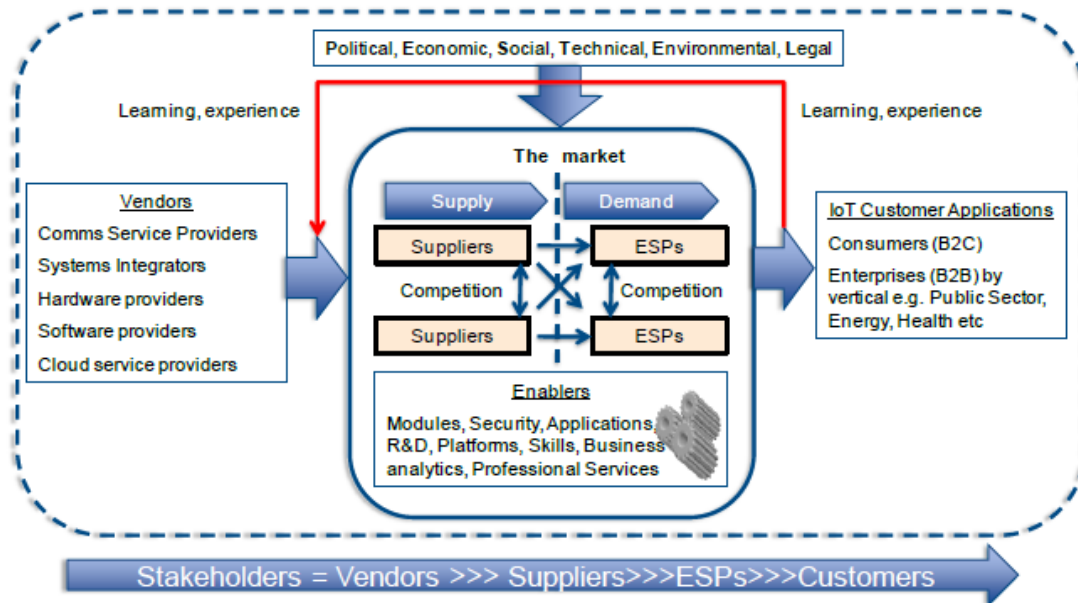 Political, Economic, Social, Technical, Environmental, Legal
Learning, experience
Learning, experience
The market
Supply
Demand
Vendors
Comms Service Providers
Systems Integrators
Hardware providers
Software providers
Cloud service providers
Suppliers
ESPs
Competition
Competition
Suppliers
ESPs
Enablers
Modules, Security, Applications,
R&D, Platforms, Skills, Business
analytics, Professional Services
IoT Customer Applications
Consumers (B2C)
Enterprises (B2B) by
vertical e.g. Public Sector,
Energy, Health etc
Stakeholders = Vendors >>> Suppliers>>>ESPs>>>Customers